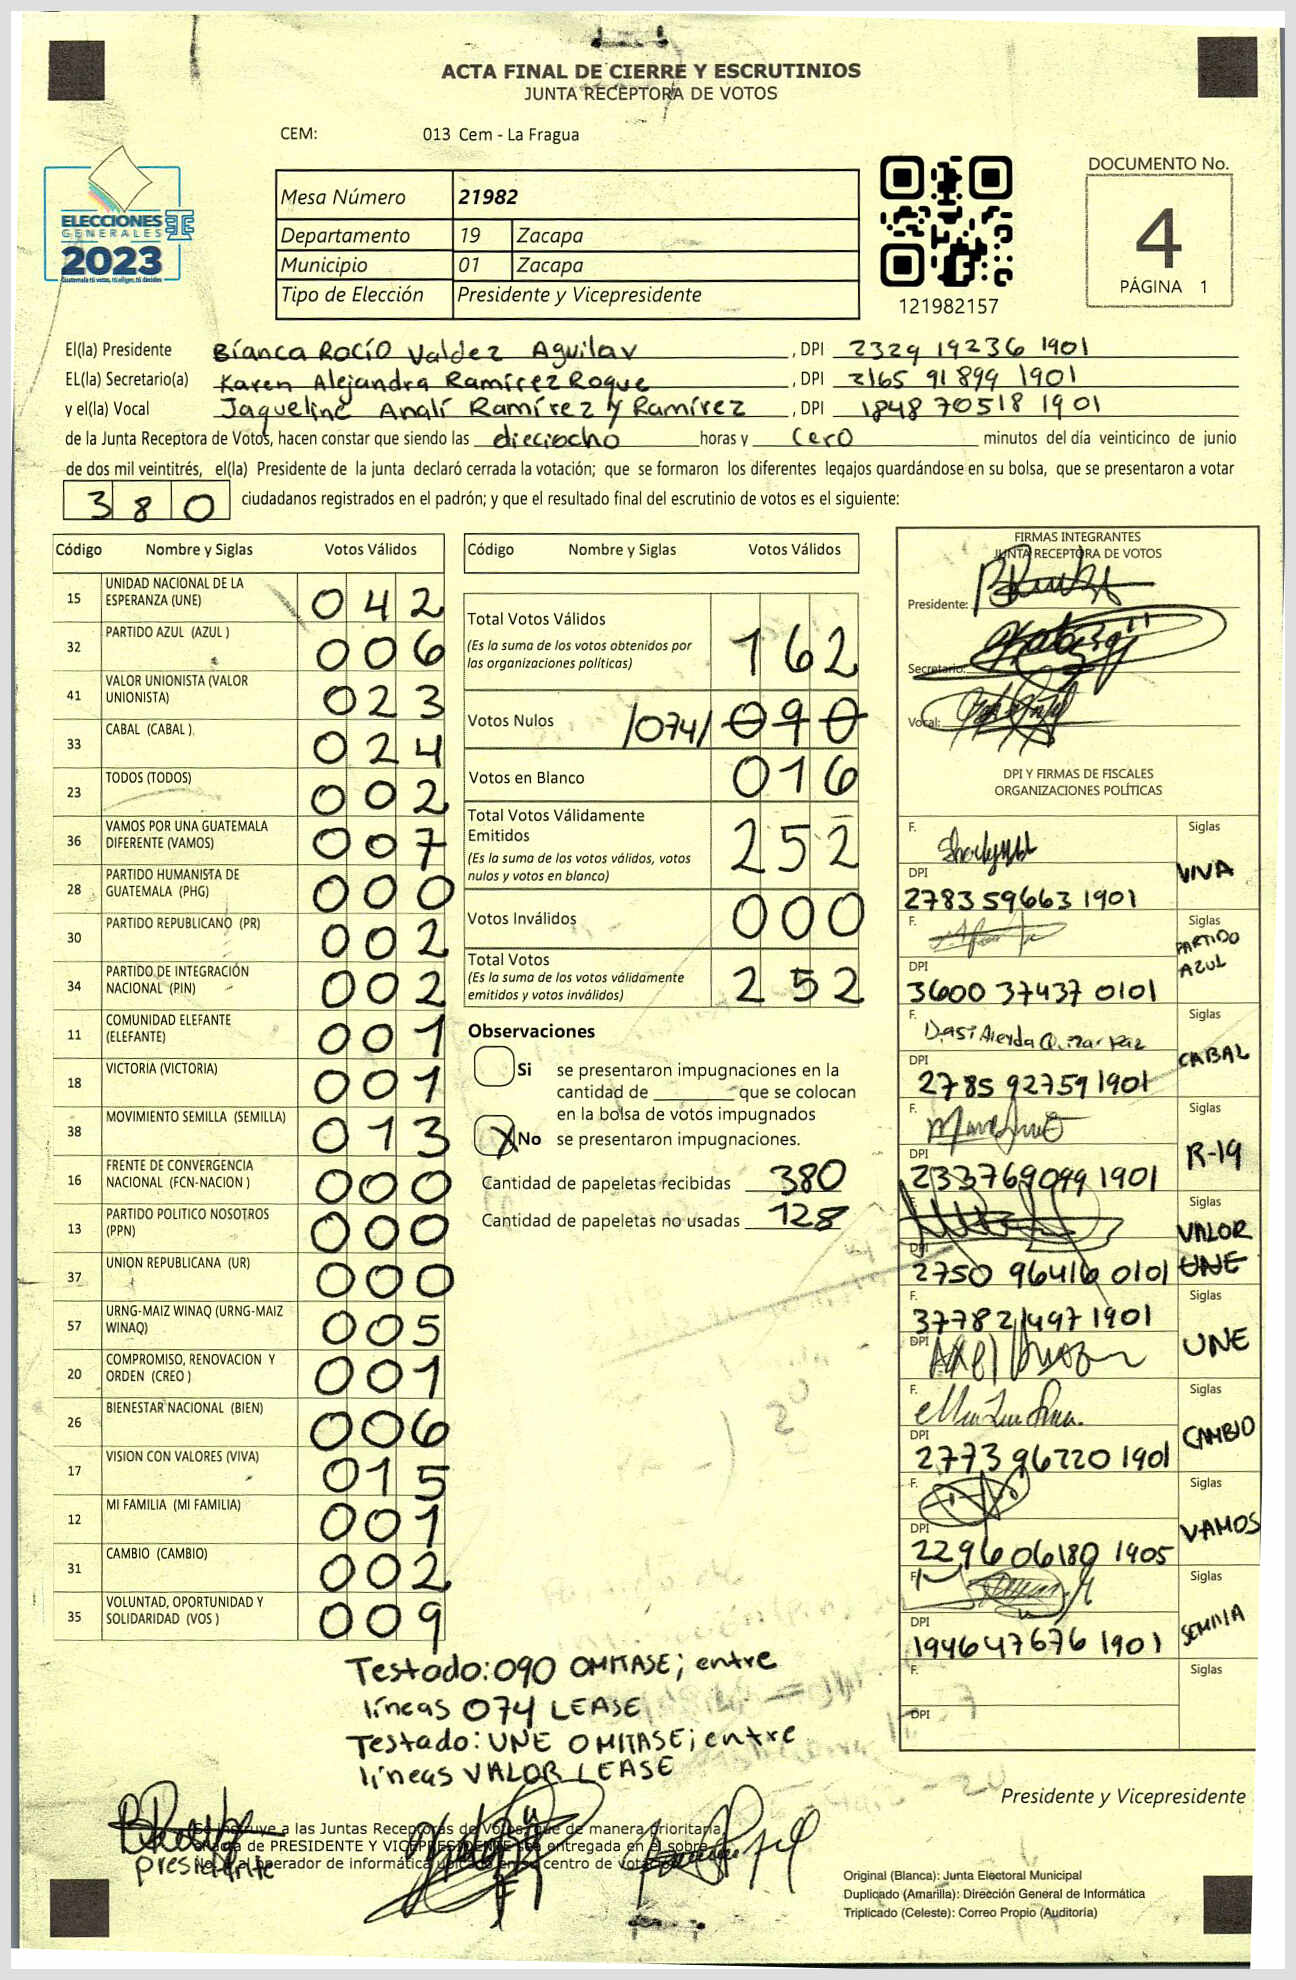 ACTA FINAL DE CIERRE Y ESCRUTINIOS
JUNTA RECEPTORA DE VOTOS
CEM: 013 Cem - La Fragua
ELECCIONES
GENERALES
2023
Guatemala tú votas, tú eliges, tú decides
Mesa Número 21982
Departamento 19 Zacapa
Municipio 01 Zacapa
Tipo de Elección Presidente y Vicepresidente
121982157
DOCUMENTO No.
4
PÁGINA 1
El(la) Presidente Bíanca ROCÍO Valdez Aguilar , DPI 2329 19236 1901
EL(la) Secretario(a) Karen Alejandra Ramírez Roque , DPI 2165 91899 1901
y el(la) Vocal Jaqueline Analí Ramírez y Ramírez , DPI 1848 70518 1901
de la Junta Receptora de Votos, hacen constar que siendo las dieciocho horas y cero minutos del día veinticinco de junio
de dos mil veintitrés, el(la) Presidente de la junta declaró cerrada la votación; que se formaron los diferentes legajos guardándose en su bolsa, que se presentaron a votar
380 ciudadanos registrados en el padrón; y que el resultado final del escrutinio de votos es el siguiente:
Código Nombre y Siglas Votos Válidos
15 UNIDAD NACIONAL DE LA ESPERANZA (UNE) 042
32 PARTIDO AZUL (AZUL ) 006
41 VALOR UNIONISTA (VALOR UNIONISTA) 023
33 CABAL (CABAL ) 024
23 TODOS (TODOS) 002
36 VAMOS POR UNA GUATEMALA DIFERENTE (VAMOS) 007
28 PARTIDO HUMANISTA DE GUATEMALA (PHG) 000
30 PARTIDO REPUBLICANO (PR) 002
34 PARTIDO DE INTEGRACIÓN NACIONAL (PIN) 002
11 COMUNIDAD ELEFANTE (ELEFANTE) 001
18 VICTORIA (VICTORIA) 001
38 MOVIMIENTO SEMILLA (SEMILLA) 013
16 FRENTE DE CONVERGENCIA NACIONAL (FCN-NACION ) 000
13 PARTIDO POLITICO NOSOTROS (PPN) 000
37 UNION REPUBLICANA (UR) 000
57 URNG-MAIZ WINAQ (URNG-MAIZ WINAQ) 005
20 COMPROMISO, RENOVACION Y ORDEN (CREO ) 001
26 BIENESTAR NACIONAL (BIEN) 006
17 VISION CON VALORES (VIVA) 015
12 MI FAMILIA (MI FAMILIA) 001
31 CAMBIO (CAMBIO) 002
35 VOLUNTAD, OPORTUNIDAD Y SOLIDARIDAD (VOS ) 009
Código Nombre y Siglas Votos Válidos
Total Votos Válidos
(Es la suma de los votos obtenidos por
las organizaciones políticas) 162
Votos Nulos /074/ 090
Votos en Blanco 016
Total Votos Válidamente
Emitidos
(Es la suma de los votos válidos, votos
nulos y votos en blanco) 252
Votos Inválidos 000
Total Votos
(Es la suma de los votos válidamente
emitidos y votos inválidos) 252
Observaciones
Si se presentaron impugnaciones en la
cantidad de ________ que se colocan
en la bolsa de votos impugnados
X No se presentaron impugnaciones.
Cantidad de papeletas recibidas 380
Cantidad de papeletas no usadas 128
FIRMAS INTEGRANTES
JUNTA RECEPTORA DE VOTOS
Presidente:
Secretario:
Vocal:
DPI Y FIRMAS DE FISCALES
ORGANIZACIONES POLÍTICAS
F. Siglas
DPI VIVA
2783 59663 1901
F. Siglas
PARTIDO
AZUL
DPI
3600 37437 0101
F. Siglas
DPI CABAL
2785 92759 1901
F. Siglas
DPI R-19
233769099 1901
Siglas
VALOR
DPI
2750 96416 0101 UNE
F. Siglas
37782 1497 1901
DPI UNE
F. Siglas
CAMBIO
DPI
2773 96720 1901
F. Siglas
DPI VAMOS
2296 06180 1905
F. Siglas
DPI SEMILLA
1946 47676 1901
F. Siglas
DPI
Testado: 090 OMITASE; entre
líneas 074 LEASE
Testado: UNE OMITASE; entre
líneas VALOR LEASE
Presidente y Vicepresidente
Se instruye a las Juntas Receptoras de Votos, que de manera prioritaria,
de PRESIDENTE Y VICEPRESIDENTE sea entregada en el sobre
al operador de informática ubicado en su centro de votación
presidente
Original (Blanca): Junta Electoral Municipal
Duplicado (Amarilla): Dirección General de Informática
Triplicado (Celeste): Correo Propio (Auditoría)